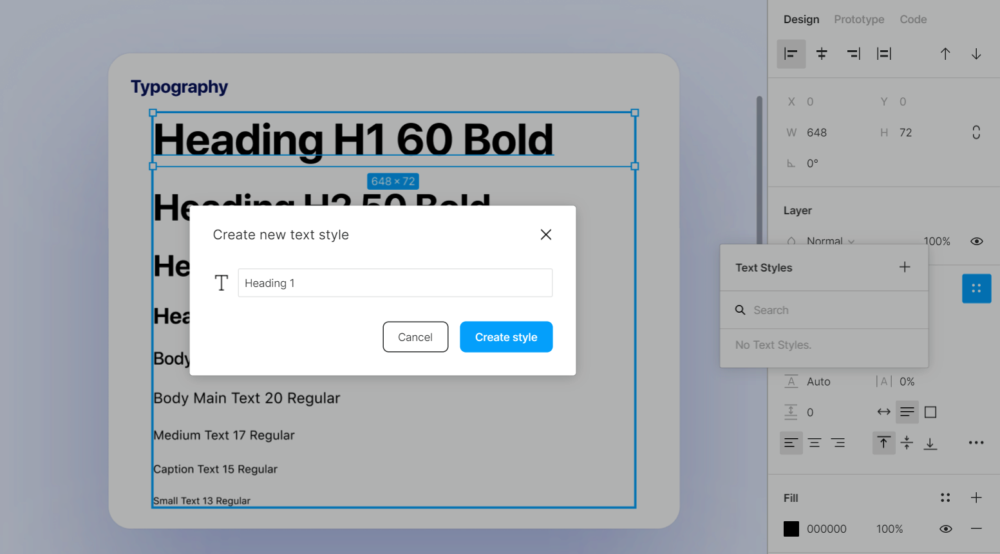 Design Prototype Code
Typography
X 0 Y 0
Heading H1 60 Bold
W 648 H 72
0°
648 × 72
Heading H2 50 Bold
Layer
Create new text style
Normal 100%
He
Text Styles
Heading 1
Search
Hea
Cancel Create style
No Text Styles.
Body
Auto |A| 0%
Body Main Text 20 Regular
0
Medium Text 17 Regular
Caption Text 15 Regular
Small Text 13 Regular
Fill
000000 100%